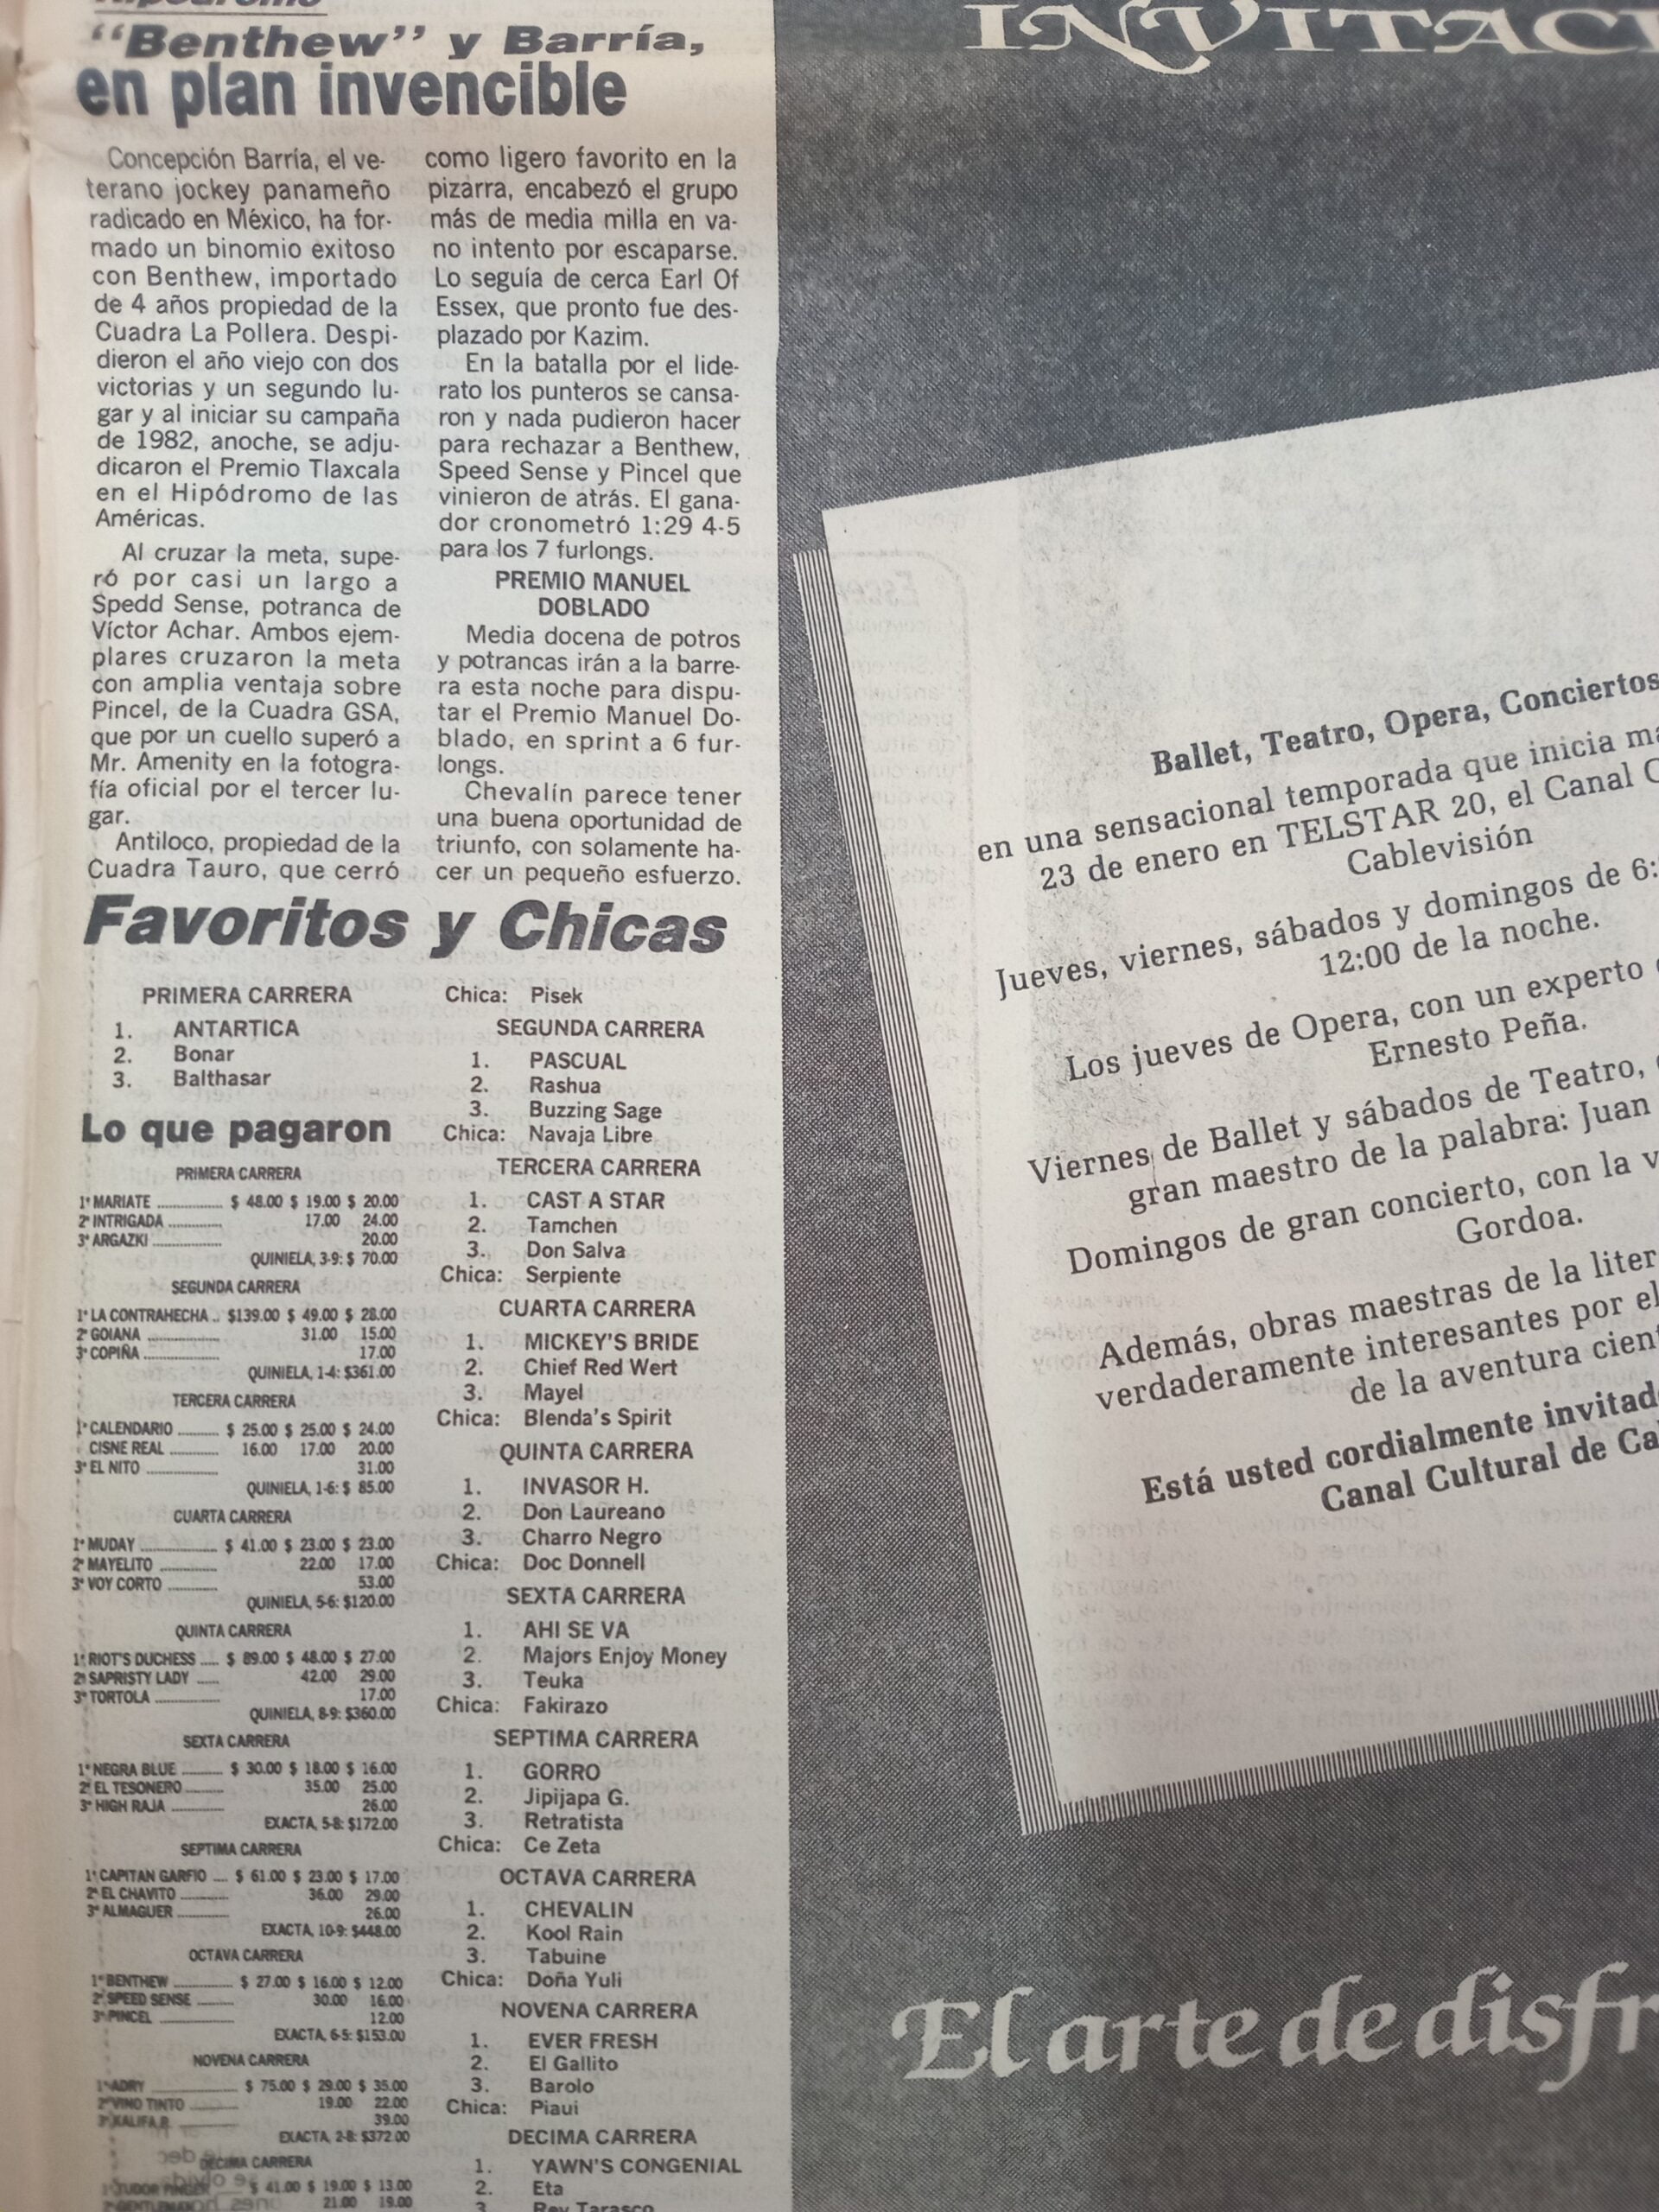 "Benthew" y Barría,
en plan invencible
Concepción Barría, el ve-
terano jockey panameño
radicado en México, ha for-
mado un binomio exitoso
con Benthew, importado
de 4 años propiedad de la
Cuadra La Pollera. Despi-
dieron el año viejo con dos
victorias y un segundo lu-
gar y al iniciar su campaña
de 1982, anoche, se adju-
dicaron el Premio Tlaxcala
en el Hipódromo de las
Américas.
Al cruzar la meta, supe-
ró por casi un largo a
Spedd Sense, potranca de
Víctor Achar. Ambos ejem-
plares cruzaron la meta
con amplia ventaja sobre
Pincel, de la Cuadra GSA,
que por un cuello superó a
Mr. Amenity en la fotogra-
fía oficial por el tercer lu-
gar.
Antiloco, propiedad de la
Cuadra Tauro, que cerró
como ligero favorito en la
pizarra, encabezó el grupo
más de media milla en va-
no intento por escaparse.
Lo seguía de cerca Earl Of
Essex, que pronto fue des-
plazado por Kazim.
En la batalla por el lide-
rato los punteros se cansa-
ron y nada pudieron hacer
para rechazar a Benthew,
Speed Sense y Pincel que
vinieron de atrás. El gana-
dor cronometró 1:29 4-5
para los 7 furlongs.
PREMIO MANUEL
DOBLADO
Media docena de potros
y potrancas irán a la barre-
ra esta noche para dispu-
tar el Premio Manuel Do-
blado, en sprint a 6 fur-
longs.
Chevalín parece tener
una buena oportunidad de
triunfo, con solamente ha-
cer un pequeño esfuerzo.
Favoritos y Chicas
PRIMERA CARRERA
1. ANTARTICA
2. Bonar
3. Balthasar
Lo que pagaron
PRIMERA CARRERA
1º MARIATE $ 48.00 $ 19.00 $ 20.00
2º INTRIGADA 17.00 24.00
3º ARGAZKI 20.00
QUINIELA, 3-9: $ 70.00
SEGUNDA CARRERA
1º LA CONTRAHECHA .. $139.00 $ 49.00 $ 28.00
2º GOIANA 31.00 15.00
3º COPIÑA 17.00
QUINIELA, 1-4: $361.00
TERCERA CARRERA
1º CALENDARIO $ 25.00 $ 25.00 $ 24.00
CISNE REAL 16.00 17.00 20.00
3º EL NITO 31.00
QUINIELA, 1-6: $ 85.00
CUARTA CARRERA
1º MUDAY $ 41.00 $ 23.00 $ 23.00
2º MAYELITO 22.00 17.00
3º VOY CORTO 53.00
QUINIELA, 5-6: $120.00
QUINTA CARRERA
1º RIOT'S DUCHESS $ 89.00 $ 48.00 $ 27.00
2º SAPRISTY LADY 42.00 29.00
3º TORTOLA 17.00
QUINIELA, 8-9: $360.00
SEXTA CARRERA
1º NEGRA BLUE $ 30.00 $ 18.00 $ 16.00
2º EL TESONERO 35.00 25.00
3º HIGH RAJA 26.00
EXACTA, 5-8: $172.00
SEPTIMA CARRERA
1º CAPITAN GARFIO $ 61.00 $ 23.00 $ 17.00
2º EL CHAVITO 36.00 29.00
3º ALMAGUER 26.00
EXACTA, 10-9: $448.00
OCTAVA CARRERA
1º BENTHEW $ 27.00 $ 16.00 $ 12.00
2º SPEED SENSE 30.00 16.00
3º PINCEL 12.00
EXACTA, 6-5: $153.00
NOVENA CARRERA
1º ADRY $ 75.00 $ 29.00 $ 35.00
2º VINO TINTO 19.00 22.00
3º KALIFA R. 39.00
EXACTA, 2-8: $372.00
DECIMA CARRERA
$ 41.00 $ 19.00 $ 13.00
21.00 19.00
Chica: Pisek
SEGUNDA CARRERA
1. PASCUAL
2. Rashua
3. Buzzing Sage
Chica: Navaja Libre
TERCERA CARRERA
1. CAST A STAR
2. Tamchen
3. Don Salva
Chica: Serpiente
CUARTA CARRERA
1. MICKEY'S BRIDE
2. Chief Red Wert
3. Mayel
Chica: Blenda's Spirit
QUINTA CARRERA
1. INVASOR H.
2. Don Laureano
3. Charro Negro
Chica: Doc Donnell
SEXTA CARRERA
1. AHI SE VA
2. Majors Enjoy Money
3. Teuka
Chica: Fakirazo
SEPTIMA CARRERA
1. GORRO
2. Jipijapa G.
3. Retratista
Chica: Ce Zeta
OCTAVA CARRERA
1. CHEVALIN
2. Kool Rain
3. Tabuine
Chica: Doña Yuli
NOVENA CARRERA
1. EVER FRESH
2. El Gallito
3. Barolo
Chica: Piaui
DECIMA CARRERA
1. YAWN'S CONGENIAL
2. Eta
3. Rey Tarasco
INVITACI
Ballet, Teatro, Opera, Conciertos
en una sensacional temporada que inicia ma
23 de enero en TELSTAR 20, el Canal C
Cablevisión
Jueves, viernes, sábados y domingos de 6:
12:00 de la noche.
Los jueves de Opera, con un experto
Ernesto Peña.
Viernes de Ballet y sábados de Teatro,
gran maestro de la palabra: Juan
Domingos de gran concierto, con la v
Gordoa.
Además, obras maestras de la liter
verdaderamente interesantes por el
de la aventura cient
Está usted cordialmente invitad
Canal Cultural de Ca
El arte de disfr